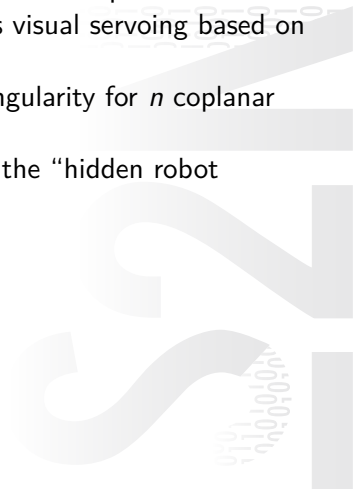 s visual servoing based on
ngularity for n coplanar
the “hidden robot